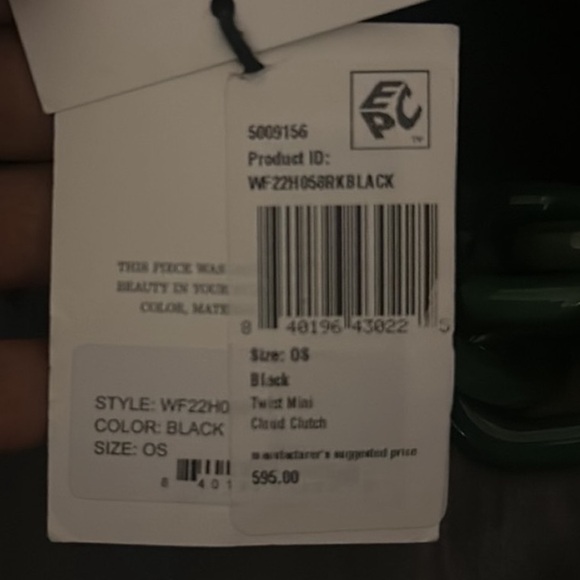 EPC
TM
5009156
Product ID:
WF22H058RKBLACK
8 40196 43022 5
Size: OS
Black
Twist Mini
Cloud Clutch
manufacturer's suggested price
595.00
THIS PIECE WAS
BEAUTY IN YOUR
COLOR, MATE
STYLE: WF22H0
COLOR: BLACK
SIZE: OS
8 401